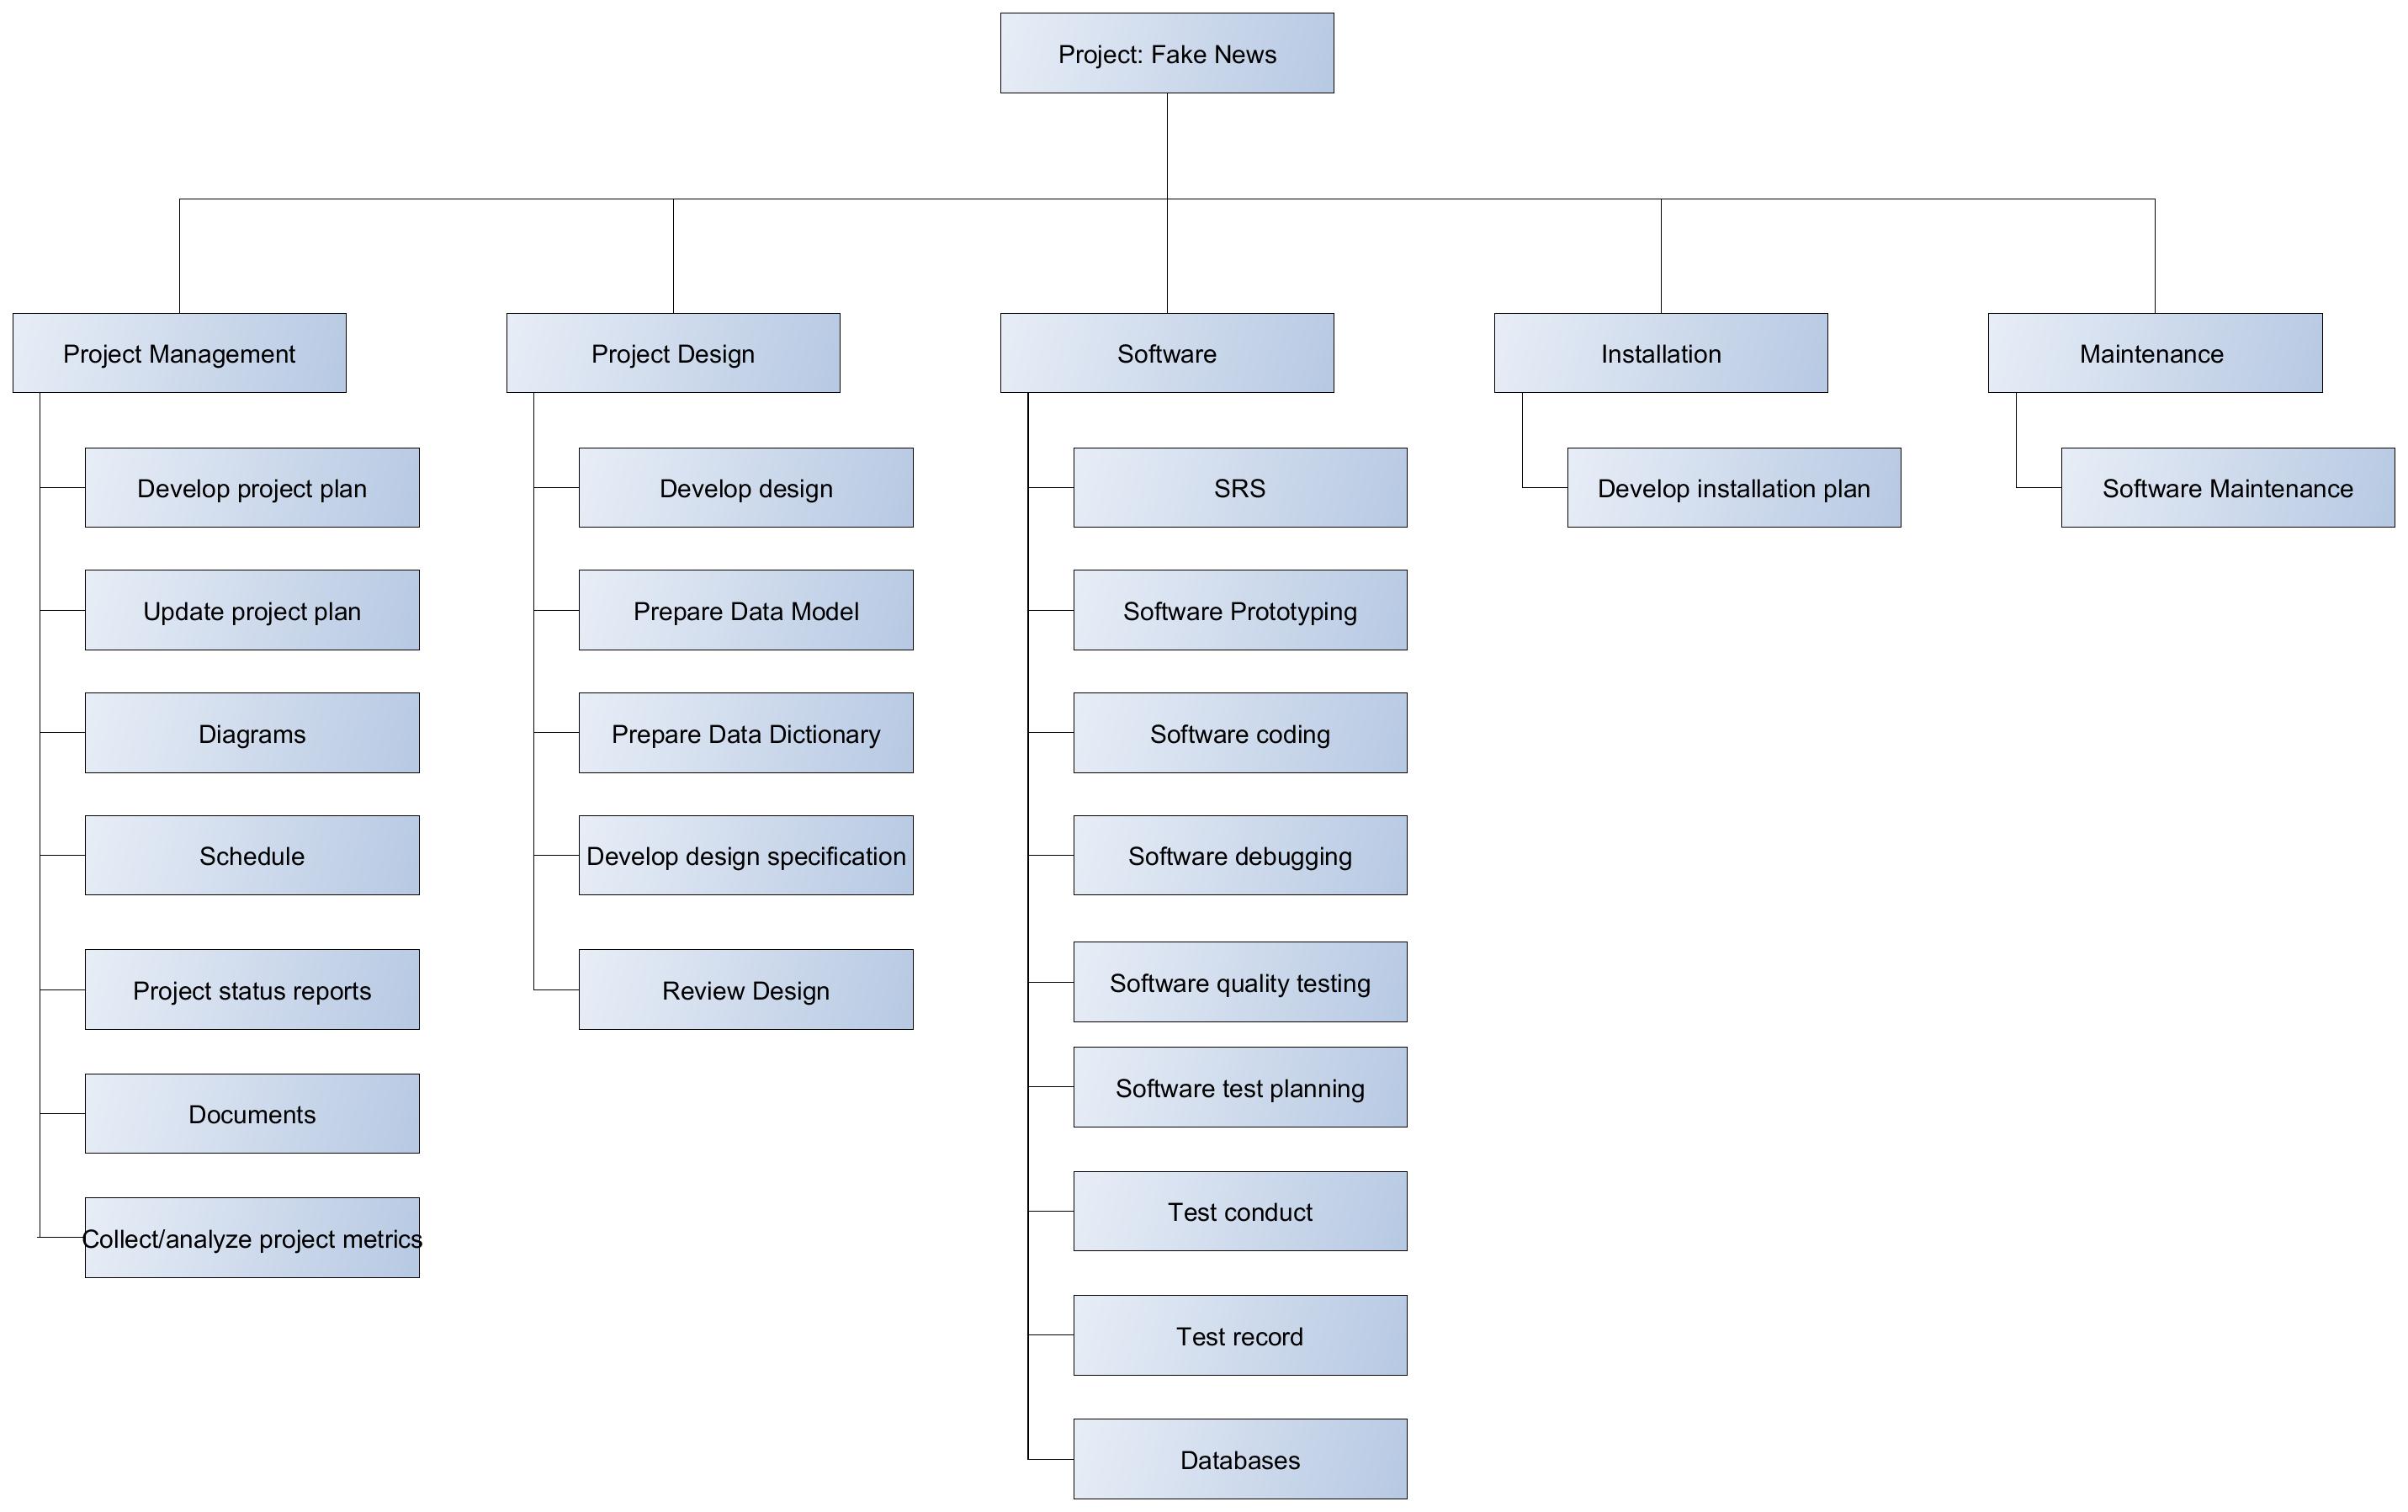 Project: Fake News
Project Management
Project Design
Software
Installation
Maintenance
Develop project plan
Update project plan
Diagrams
Schedule
Project status reports
Documents
Collect/analyze project metrics
Develop design
Prepare Data Model
Prepare Data Dictionary
Develop design specification
Review Design
SRS
Software Prototyping
Software coding
Software debugging
Software quality testing
Software test planning
Test conduct
Test record
Databases
Develop installation plan
Software Maintenance